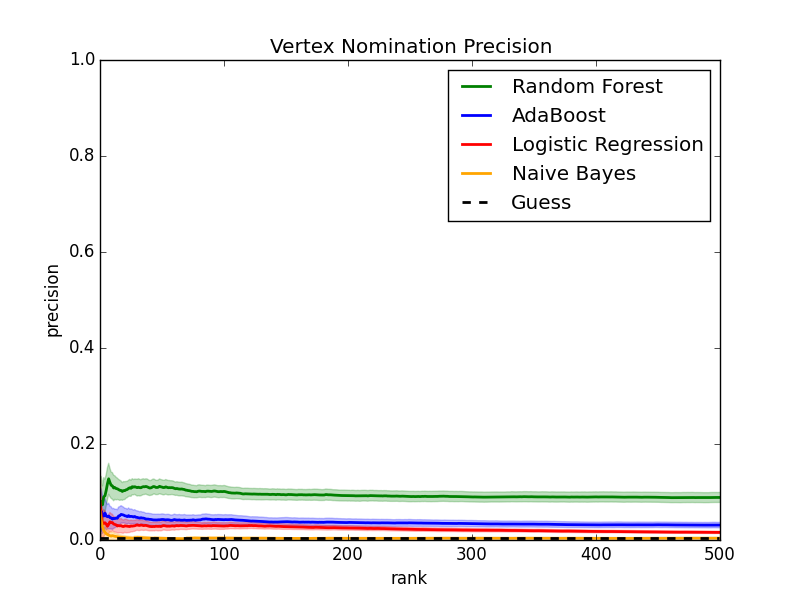 Vertex Nomination Precision
1.0
0.8
0.6
0.4
0.2
0.0
precision
Random Forest
AdaBoost
Logistic Regression
Naive Bayes
Guess
0 100 200 300 400 500
rank